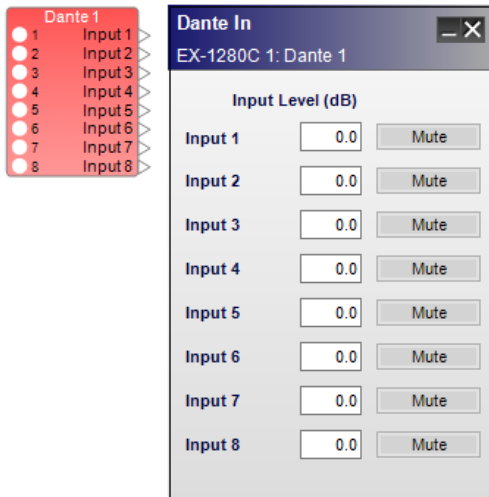 Dante 1
1 Input 1
2 Input 2
3 Input 3
4 Input 4
5 Input 5
6 Input 6
7 Input 7
8 Input 8
Dante In
EX-1280C 1: Dante 1
Input Level (dB)
Input 1 0.0 Mute
Input 2 0.0 Mute
Input 3 0.0 Mute
Input 4 0.0 Mute
Input 5 0.0 Mute
Input 6 0.0 Mute
Input 7 0.0 Mute
Input 8 0.0 Mute